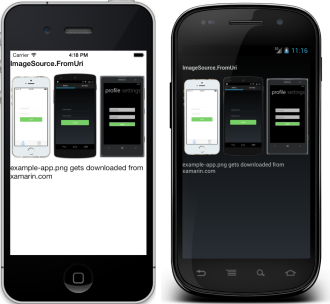 Carrier 4:18 PM
ImageSource.FromUri
profile settings
example-app.png gets downloaded from
xamarin.com
11:16
ImageSource.FromUri
profile settings
example-app.png gets downloaded from
xamarin.com